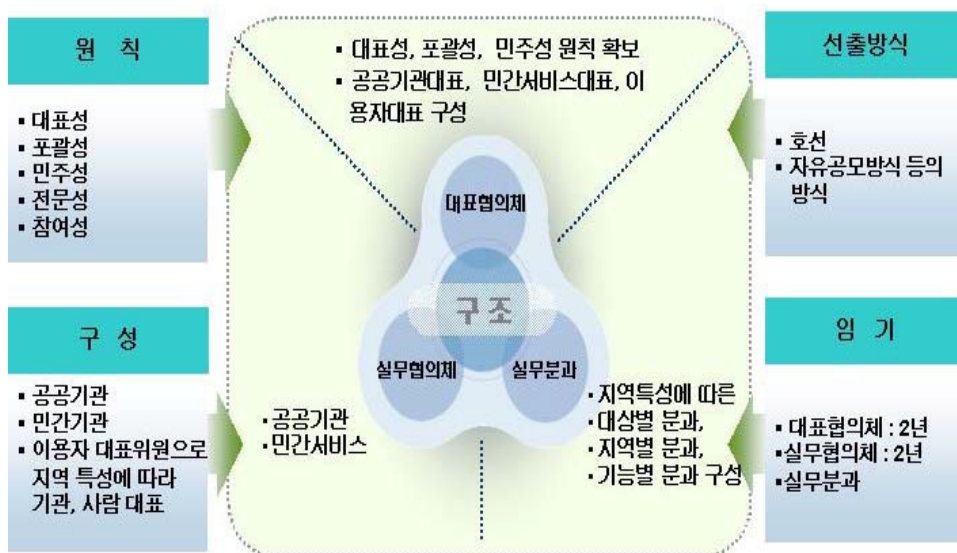 원 칙
▪ 대표성
▪ 포괄성
▪ 민주성
▪ 전문성
▪ 참여성
▪ 대표성, 포괄성, 민주성 원칙 확보
▪ 공공기관대표, 민간서비스대표, 이
용자대표 구성
선출방식
▪ 호선
▪ 자유공모방식 등의
방식
대표협의체
구조
실무협의체
실무분과
구 성
▪ 공공기관
▪ 민간기관
▪ 이용자 대표위원으로
지역 특성에 따라
기관, 사람 대표
▪ 공공기관
▪ 민간서비스
▪ 지역특성에 따른
▪ 대상별 분과,
▪ 지역별 분과,
▪ 기능별 분과 구성
임 기
▪ 대표협의체 : 2년
▪실무협의체 : 2년
▪실무분과